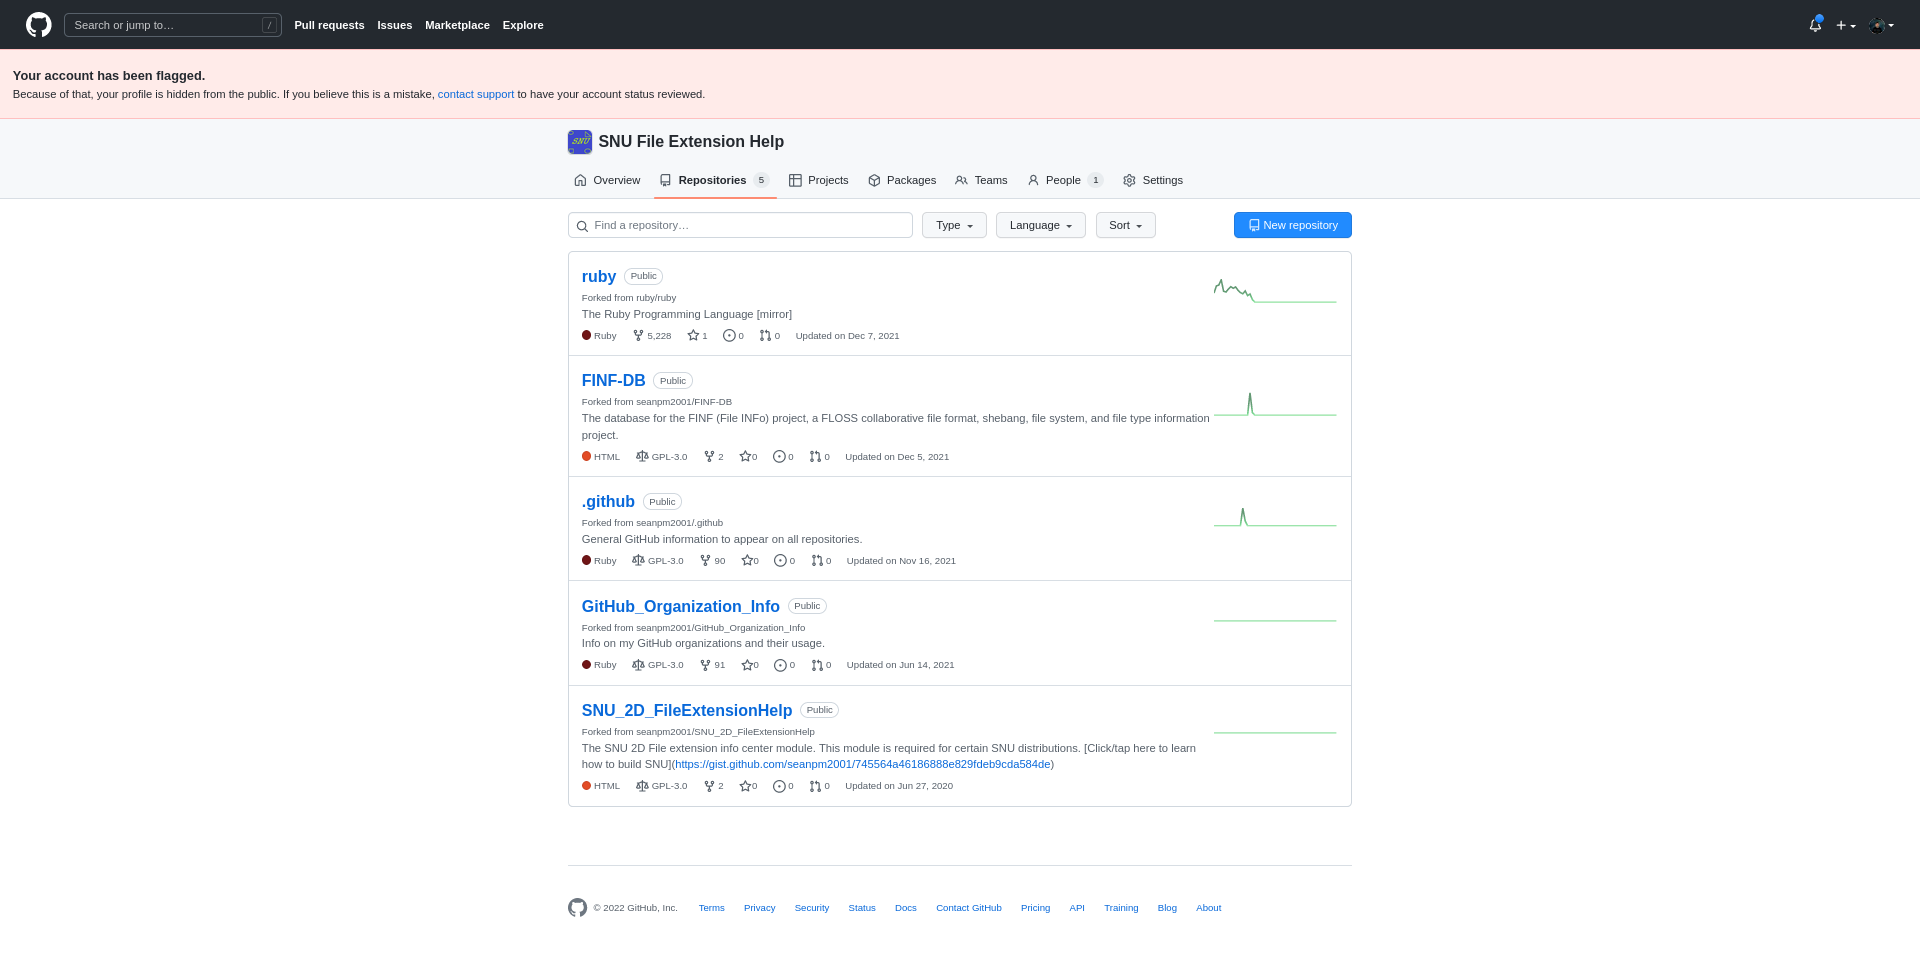 Search or jump to…
/
Pull requests
Issues
Marketplace
Explore
Your account has been flagged.
Because of that, your profile is hidden from the public. If you believe this is a mistake, contact support to have your account status reviewed.
SNU
SNU File Extension Help
Overview
Repositories 5
Projects
Packages
Teams
People 1
Settings
Find a repository…
Type
Language
Sort
New repository
ruby Public
Forked from ruby/ruby
The Ruby Programming Language [mirror]
Ruby 5,228 1 0 0 Updated on Dec 7, 2021
FINF-DB Public
Forked from seanpm2001/FINF-DB
The database for the FINF (File INFo) project, a FLOSS collaborative file format, shebang, file system, and file type information
project.
HTML GPL-3.0 2 0 0 0 Updated on Dec 5, 2021
.github Public
Forked from seanpm2001/.github
General GitHub information to appear on all repositories.
Ruby GPL-3.0 90 0 0 0 Updated on Nov 16, 2021
GitHub_Organization_Info Public
Forked from seanpm2001/GitHub_Organization_Info
Info on my GitHub organizations and their usage.
Ruby GPL-3.0 91 0 0 0 Updated on Jun 14, 2021
SNU_2D_FileExtensionHelp Public
Forked from seanpm2001/SNU_2D_FileExtensionHelp
The SNU 2D File extension info center module. This module is required for certain SNU distributions. [Click/tap here to learn
how to build SNU](https://gist.github.com/seanpm2001/745564a46186888e829fdeb9cda584de)
HTML GPL-3.0 2 0 0 0 Updated on Jun 27, 2020
© 2022 GitHub, Inc.
Terms
Privacy
Security
Status
Docs
Contact GitHub
Pricing
API
Training
Blog
About